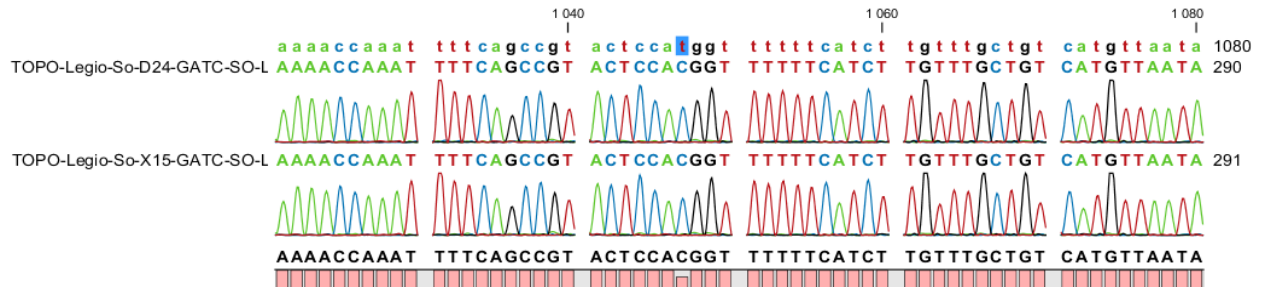 1 040 1 060 1 080
aaaaccaaat tttcagccgt actccatggt tttttcatct tgtttgctgt catgttaata 1080
TOPO-Legio-So-D24-GATC-SO-L AAAACCAAAT TTTCAGCCGT ACTCCACGGT TTTTTCATCT TGTTTGCTGT CATGTTAATA 290
TOPO-Legio-So-X15-GATC-SO-L AAAACCAAAT TTTCAGCCGT ACTCCACGGT TTTTTCATCT TGTTTGCTGT CATGTTAATA 291
AAAACCAAAT TTTCAGCCGT ACTCCACGGT TTTTTCATCT TGTTTGCTGT CATGTTAATA